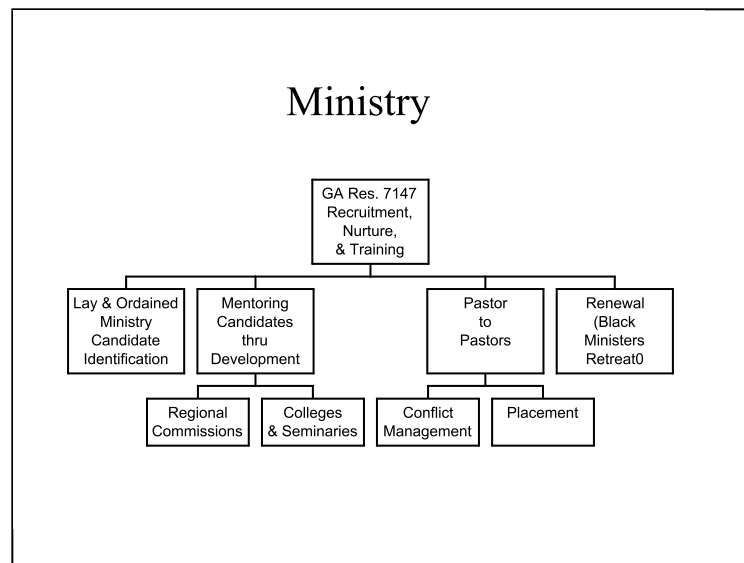 Ministry
GA Res. 7147
Recruitment,
Nurture,
& Training
Lay & Ordained
Ministry
Candidate
Identification
Mentoring
Candidates
thru
Development
Pastor
to
Pastors
Renewal
(Black
Ministers
Retreat0
Regional
Commissions
Colleges
& Seminaries
Conflict
Management
Placement